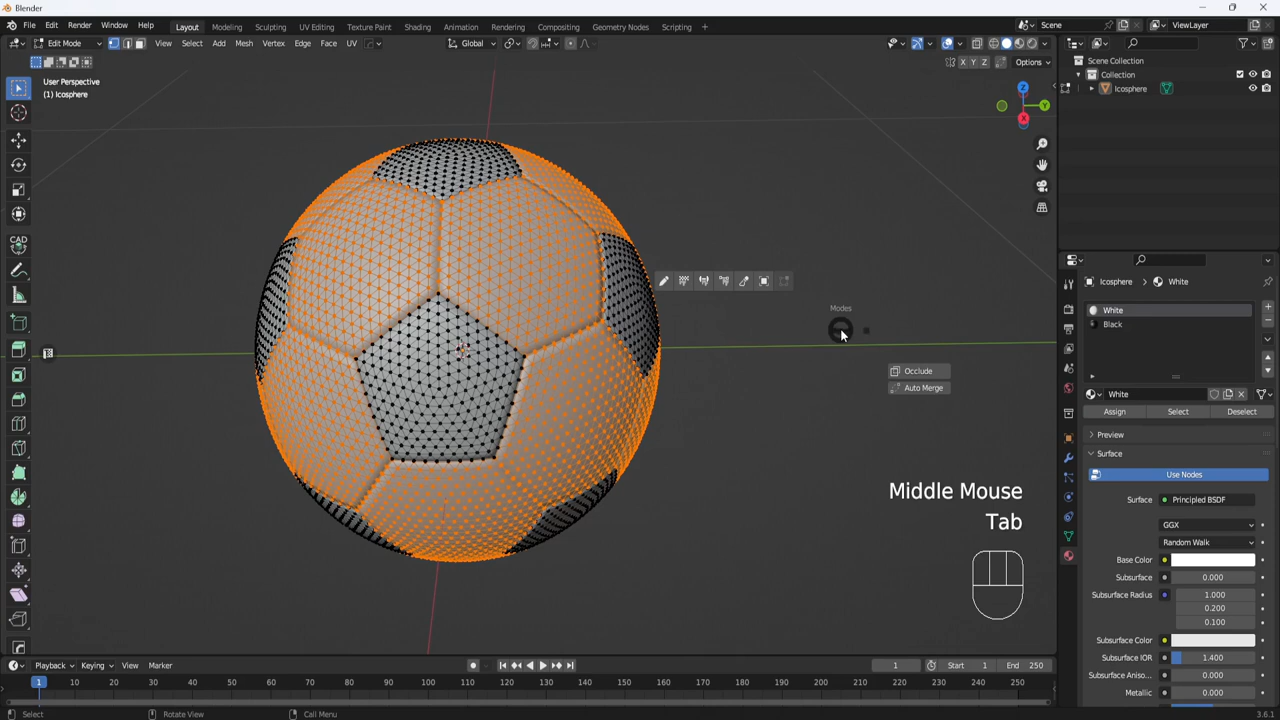 Blender
File Edit Render Window Help
Layout Modeling Sculpting UV Editing Texture Paint Shading Animation Rendering Compositing Geometry Nodes Scripting +
Scene
ViewLayer
Edit Mode
View Select Add Mesh Vertex Edge Face UV
Global
X Y Z
Options
User Perspective
(1) Icosphere
Z
Y
X
CAD
Scene Collection
Collection
Icosphere
Modes
Occlude
Auto Merge
Middle Mouse
Tab
Icosphere > White
White
Black
White
Assign Select Deselect
Preview
Surface
Use Nodes
Surface Principled BSDF
GGX
Random Walk
Base Color
Subsurface 0.000
Subsurface Radius 1.000
0.200
0.100
Subsurface Color
Subsurface IOR 1.400
Subsurface Aniso... 0.000
Metallic 0.000
Playback Keying View Marker
1 Start 1 End 250
1 10 20 30 40 50 60 70 80 90 100 110 120 130 140 150 160 170 180 190 200 210 220 230 240 250
Select Rotate View Call Menu
3.6.1